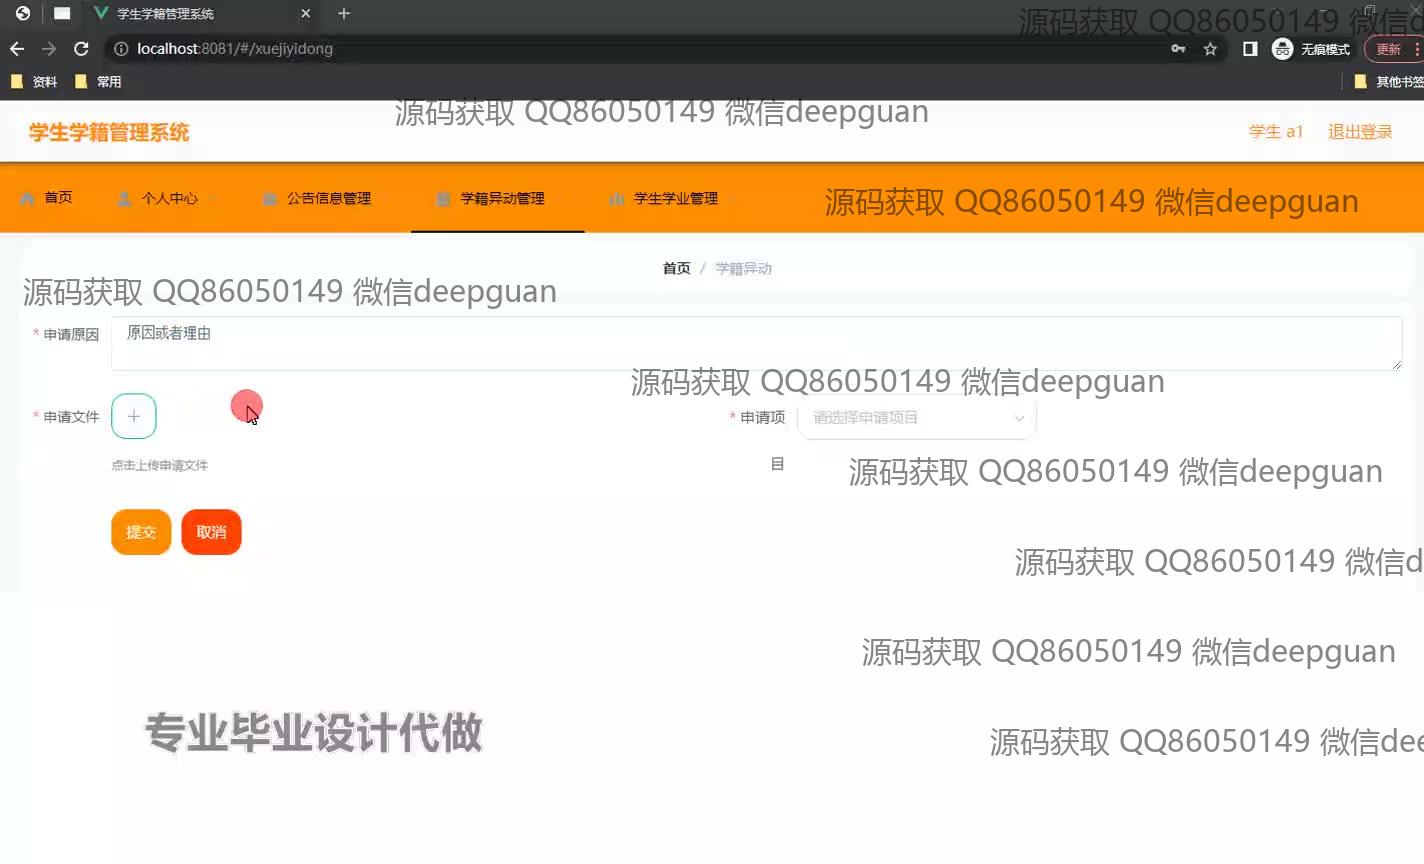 学生学籍管理系统
源码获取 QQ86050149 微信d
localhost:8081/#/xuejiyidong
无痕模式
更新
资料
常用
其他书签
源码获取 QQ86050149 微信deepguan
学生学籍管理系统
学生 a1
退出登录
首页
个人中心
公告信息管理
学籍异动管理
学生学业管理
源码获取 QQ86050149 微信deepguan
首页 / 学籍异动
源码获取 QQ86050149 微信deepguan
* 申请原因
原因或者理由
源码获取 QQ86050149 微信deepguan
* 申请文件
* 申请项
请选择申请项目
点击上传申请文件
目
源码获取 QQ86050149 微信deepguan
提交
取消
源码获取 QQ86050149 微信d
源码获取 QQ86050149 微信deepguan
专业毕业设计代做
源码获取 QQ86050149 微信dee